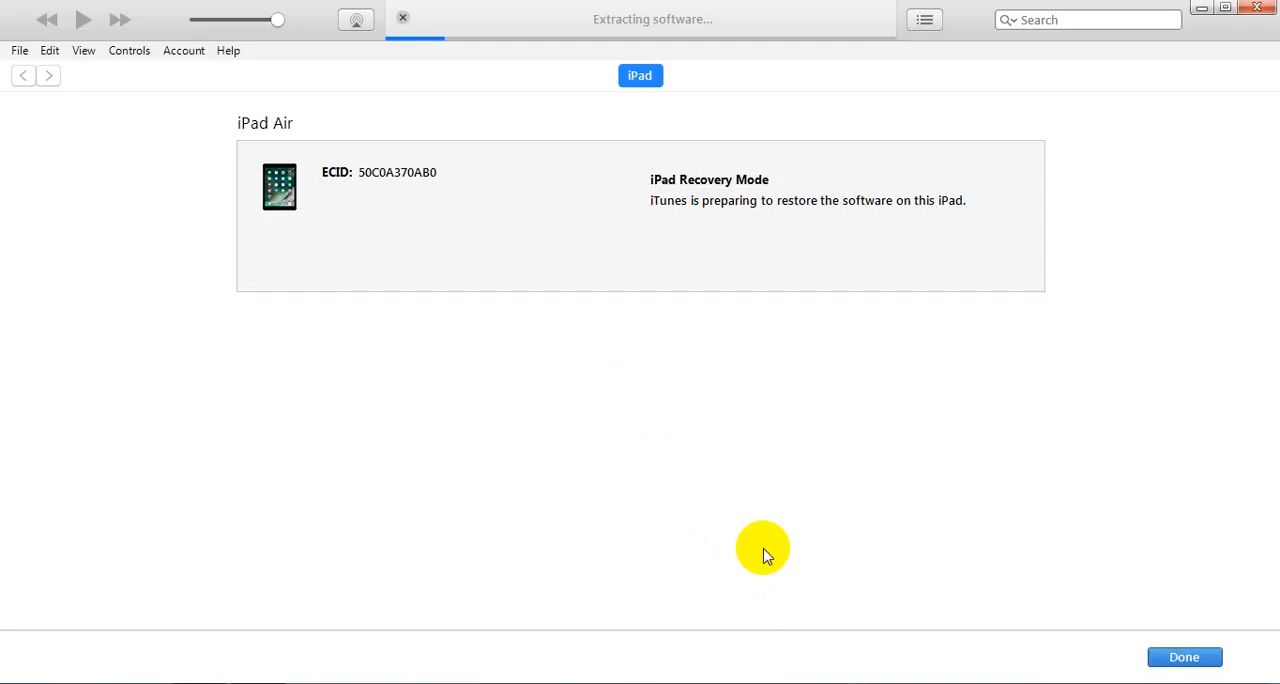 Extracting software...
Search
File Edit View Controls Account Help
iPad
iPad Air
ECID: 50C0A370AB0
iPad Recovery Mode
iTunes is preparing to restore the software on this iPad.
Done